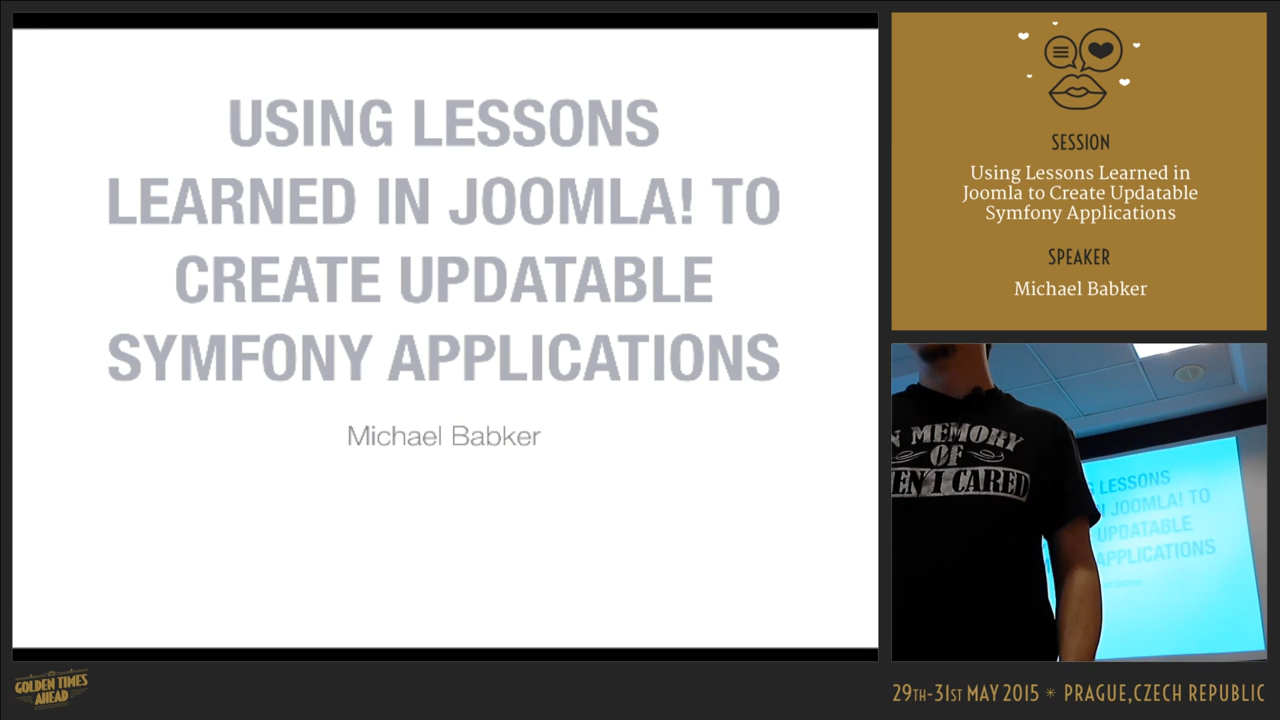 USING LESSONS
LEARNED IN JOOMLA! TO
CREATE UPDATABLE
SYMFONY APPLICATIONS
Michael Babker
SESSION
Using Lessons Learned in
Joomla to Create Updatable
Symfony Applications
SPEAKER
Michael Babker
MEMORY
OF
I CARED
LESSONS
JOOMLA! TO
UPDATABLE
APPLICATIONS
GOLDEN TIMES
AHEAD
29TH-31ST MAY 2015 * PRAGUE,CZECH REPUBLIC